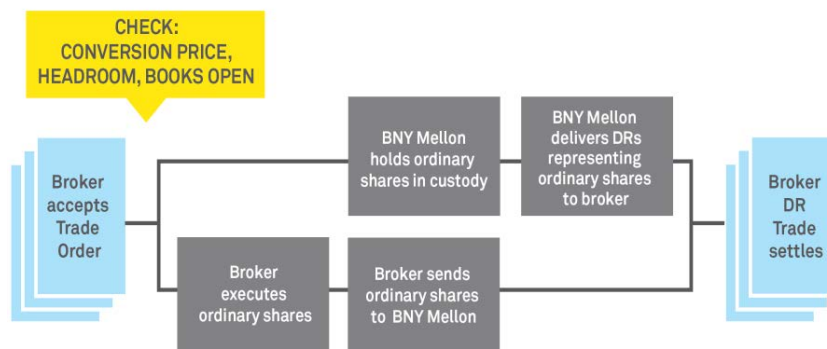 CHECK:
CONVERSION PRICE,
HEADROOM, BOOKS OPEN
Broker
accepts
Trade
Order
BNY Mellon
holds ordinary
shares in custody
BNY Mellon
delivers DRs
representing
ordinary shares
to broker
Broker
executes
ordinary shares
Broker sends
ordinary shares
to BNY Mellon
Broker
DR
Trade
settles